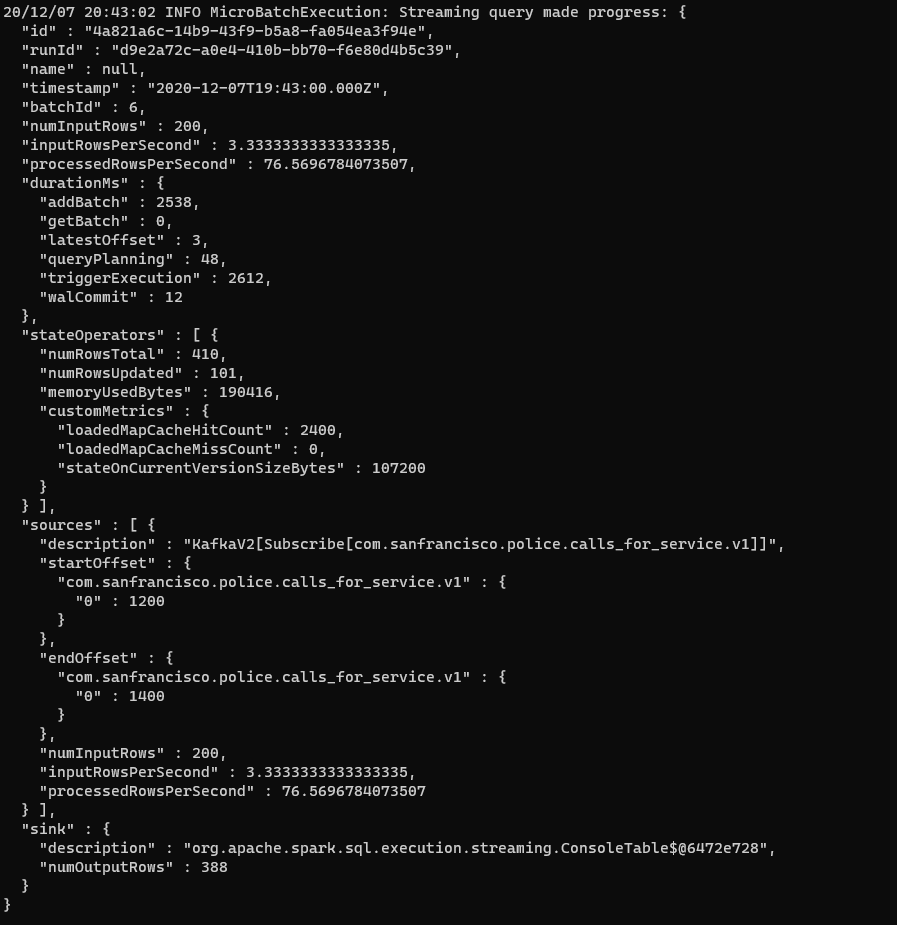 20/12/07 20:43:02 INFO MicroBatchExecution: Streaming query made progress: {
  "id" : "4a821a6c-14b9-43f9-b5a8-fa054ea3f94e",
  "runId" : "d9e2a72c-a0e4-410b-bb70-f6e80d4b5c39",
  "name" : null,
  "timestamp" : "2020-12-07T19:43:00.000Z",
  "batchId" : 6,
  "numInputRows" : 200,
  "inputRowsPerSecond" : 3.3333333333333335,
  "processedRowsPerSecond" : 76.5696784073507,
  "durationMs" : {
    "addBatch" : 2538,
    "getBatch" : 0,
    "latestOffset" : 3,
    "queryPlanning" : 48,
    "triggerExecution" : 2612,
    "walCommit" : 12
  },
  "stateOperators" : [ {
    "numRowsTotal" : 410,
    "numRowsUpdated" : 101,
    "memoryUsedBytes" : 190416,
    "customMetrics" : {
      "loadedMapCacheHitCount" : 2400,
      "loadedMapCacheMissCount" : 0,
      "stateOnCurrentVersionSizeBytes" : 107200
    }
  } ],
  "sources" : [ {
    "description" : "KafkaV2[Subscribe[com.sanfrancisco.police.calls_for_service.v1]]",
    "startOffset" : {
      "com.sanfrancisco.police.calls_for_service.v1" : {
        "0" : 1200
      }
    },
    "endOffset" : {
      "com.sanfrancisco.police.calls_for_service.v1" : {
        "0" : 1400
      }
    },
    "numInputRows" : 200,
    "inputRowsPerSecond" : 3.3333333333333335,
    "processedRowsPerSecond" : 76.5696784073507
  } ],
  "sink" : {
    "description" : "org.apache.spark.sql.execution.streaming.ConsoleTable$@6472e728",
    "numOutputRows" : 388
  }
}